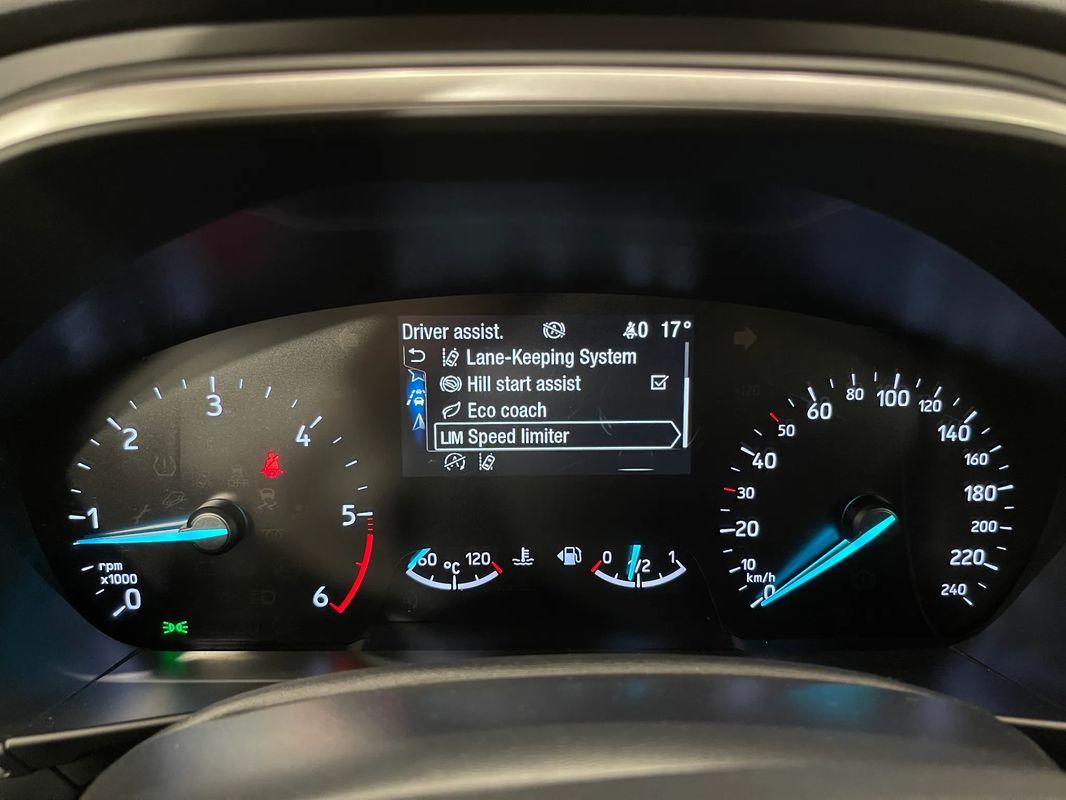 Driver assist. 0 17°
Lane-Keeping System
Hill start assist
Eco coach
LIM Speed limiter
0
1
2
3
4
5
6
rpm
x1000
60 °C 120
0 1/2 1
0
10
20
30
40
50
60
80
100
120
140
160
180
200
220
240
km/h
OFF